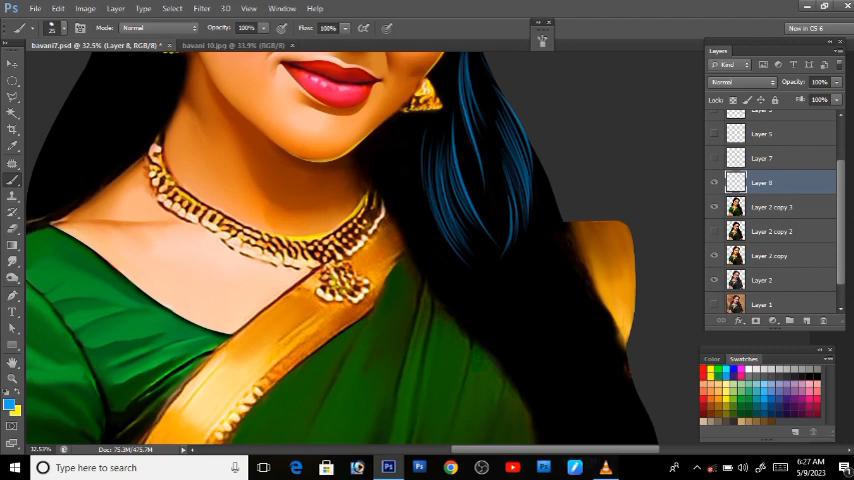 Ps File Edit Image Layer Type Select Filter 3D View Window Help
25 Mode: Normal Opacity: 100% Flow: 100% New in CS 6
bavani7.psd @ 32.5% (Layer 8, RGB/8) * × bavani 10.jpg @ 33.9% (RGB/8) ×
Layers
Kind
Normal Opacity: 100%
Lock: Fill: 100%
Layer 5
Layer 7
Layer 8
Layer 2 copy 3
Layer 2 copy 2
Layer 2 copy
Layer 2
Layer 1
fx
Color Swatches
32.53% Doc: 75.3M/475.7M
Type here to search
6:27 AM
5/9/2023